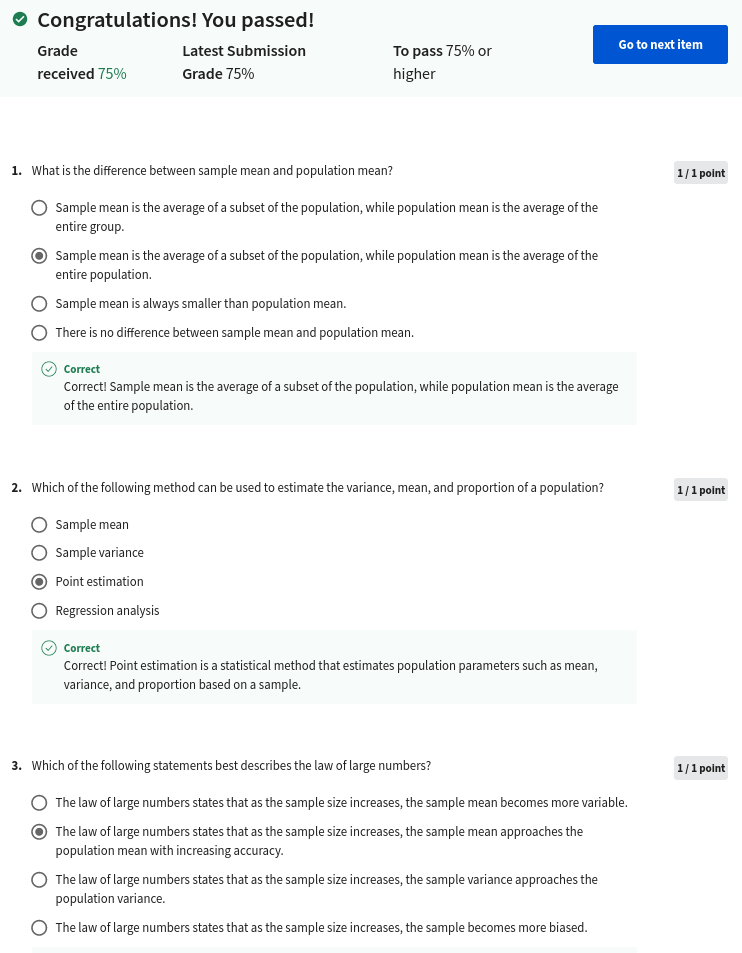 Congratulations! You passed!
Grade received 75%
Latest Submission Grade 75%
To pass 75% or higher
Go to next item
1. What is the difference between sample mean and population mean?
1 / 1 point
Sample mean is the average of a subset of the population, while population mean is the average of the
entire group.
Sample mean is the average of a subset of the population, while population mean is the average of the
entire population.
Sample mean is always smaller than population mean.
There is no difference between sample mean and population mean.
Correct
Correct! Sample mean is the average of a subset of the population, while population mean is the average
of the entire population.
2. Which of the following method can be used to estimate the variance, mean, and proportion of a population?
1 / 1 point
Sample mean
Sample variance
Point estimation
Regression analysis
Correct
Correct! Point estimation is a statistical method that estimates population parameters such as mean,
variance, and proportion based on a sample.
3. Which of the following statements best describes the law of large numbers?
1 / 1 point
The law of large numbers states that as the sample size increases, the sample mean becomes more variable.
The law of large numbers states that as the sample size increases, the sample mean approaches the
population mean with increasing accuracy.
The law of large numbers states that as the sample size increases, the sample variance approaches the
population variance.
The law of large numbers states that as the sample size increases, the sample becomes more biased.